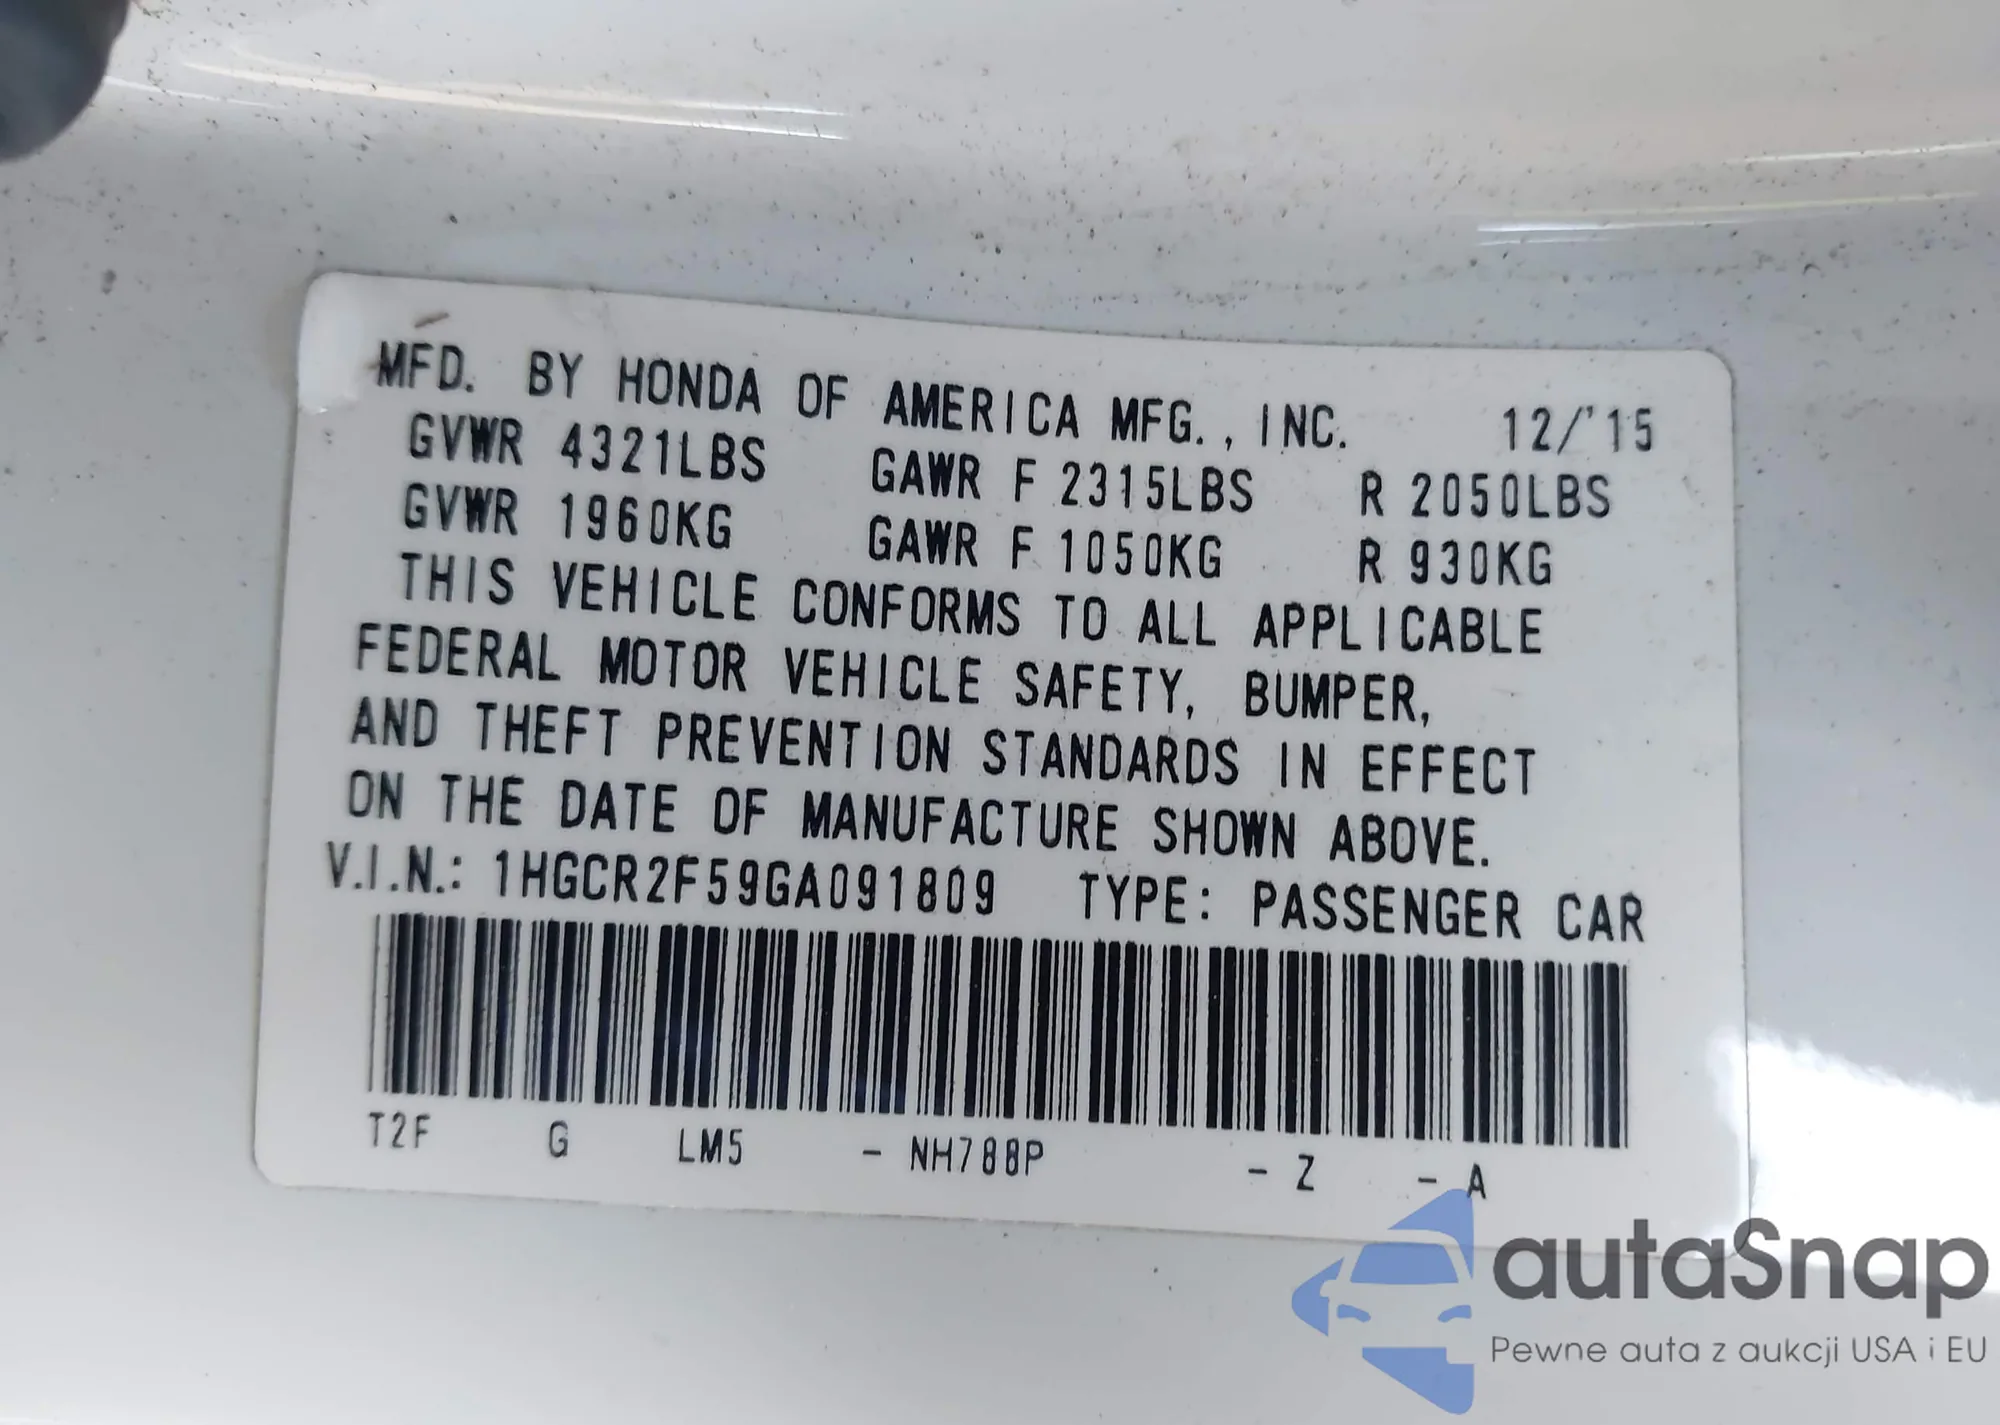 MFD. BY HONDA OF AMERICA MFG., INC. 12/'15
GVWR 4321LBS GAWR F 2315LBS R 2050LBS
GVWR 1960KG GAWR F 1050KG R 930KG
THIS VEHICLE CONFORMS TO ALL APPLICABLE
FEDERAL MOTOR VEHICLE SAFETY, BUMPER,
AND THEFT PREVENTION STANDARDS IN EFFECT
ON THE DATE OF MANUFACTURE SHOWN ABOVE.
V.I.N.: 1HGCR2F59GA091809 TYPE: PASSENGER CAR
T2F G LM5 - NH788P - Z - A
autaSnap
Pewne auta z aukcji USA i EU